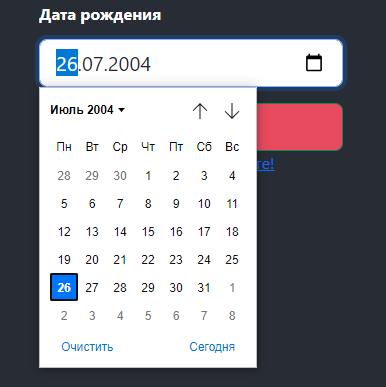 Дата рождения
26.07.2004
Июль 2004
Пн Вт Ср Чт Пт Сб Вс
28 29 30 1 2 3 4
5 6 7 8 9 10 11
12 13 14 15 16 17 18
19 20 21 22 23 24 25
26 27 28 29 30 31 1
2 3 4 5 6 7 8
Очистить Сегодня